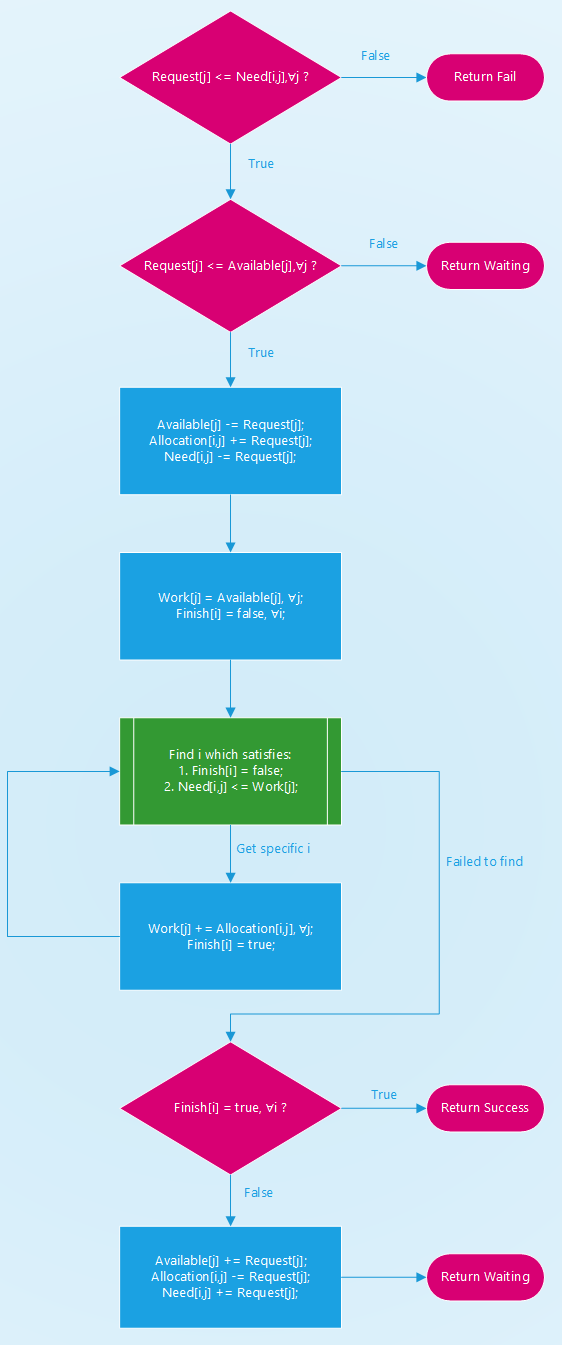 Request[j] <= Need[i,j],∀j ?
False
Return Fail
True
Request[j] <= Available[j],∀j ?
False
Return Waiting
True
Available[j] -= Request[j];
Allocation[i,j] += Request[j];
Need[i,j] -= Request[j];
Work[j] = Available[j], ∀j;
Finish[i] = false, ∀i;
Find i which satisfies:
1. Finish[i] = false;
2. Need[i,j] <= Work[j];
Get specific i
Failed to find
Work[j] += Allocation[i,j], ∀j;
Finish[i] = true;
Finish[i] = true, ∀i ?
True
Return Success
False
Available[j] += Request[j];
Allocation[i,j] -= Request[j];
Need[i,j] += Request[j];
Return Waiting